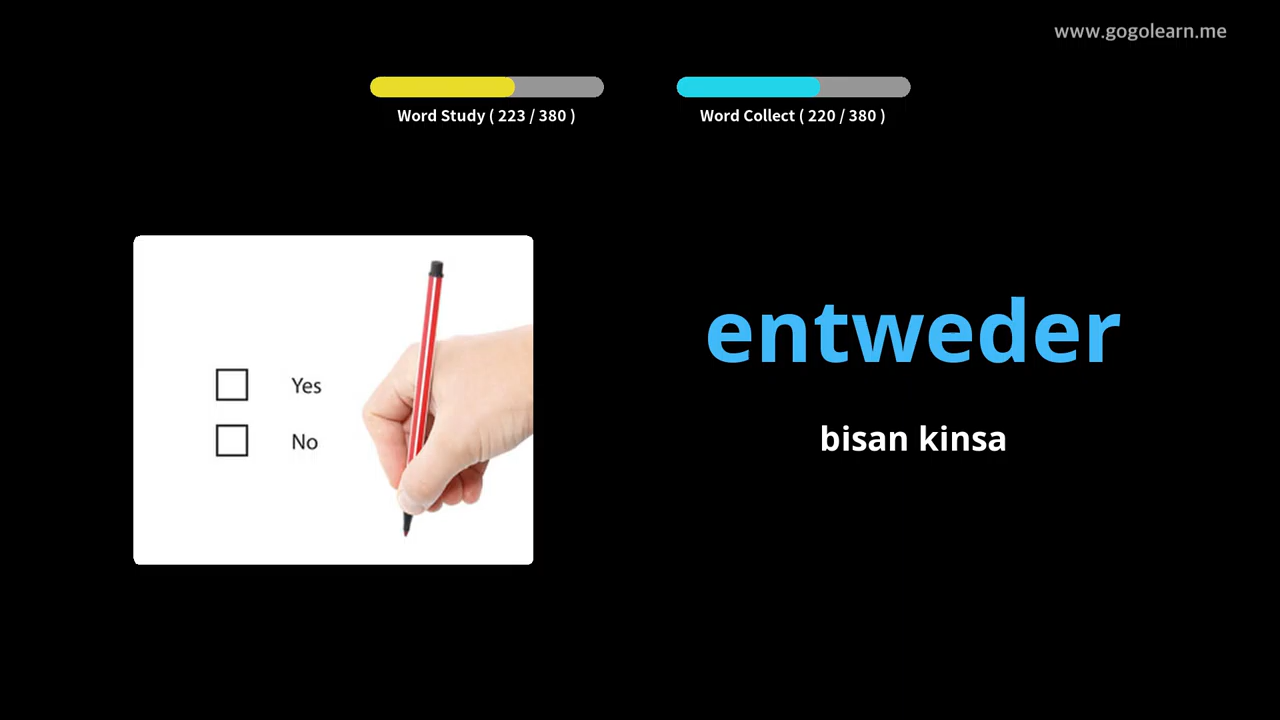 www.gogolearn.me
Word Study ( 223 / 380 )
Word Collect ( 220 / 380 )
Yes
No
entweder
bisan kinsa